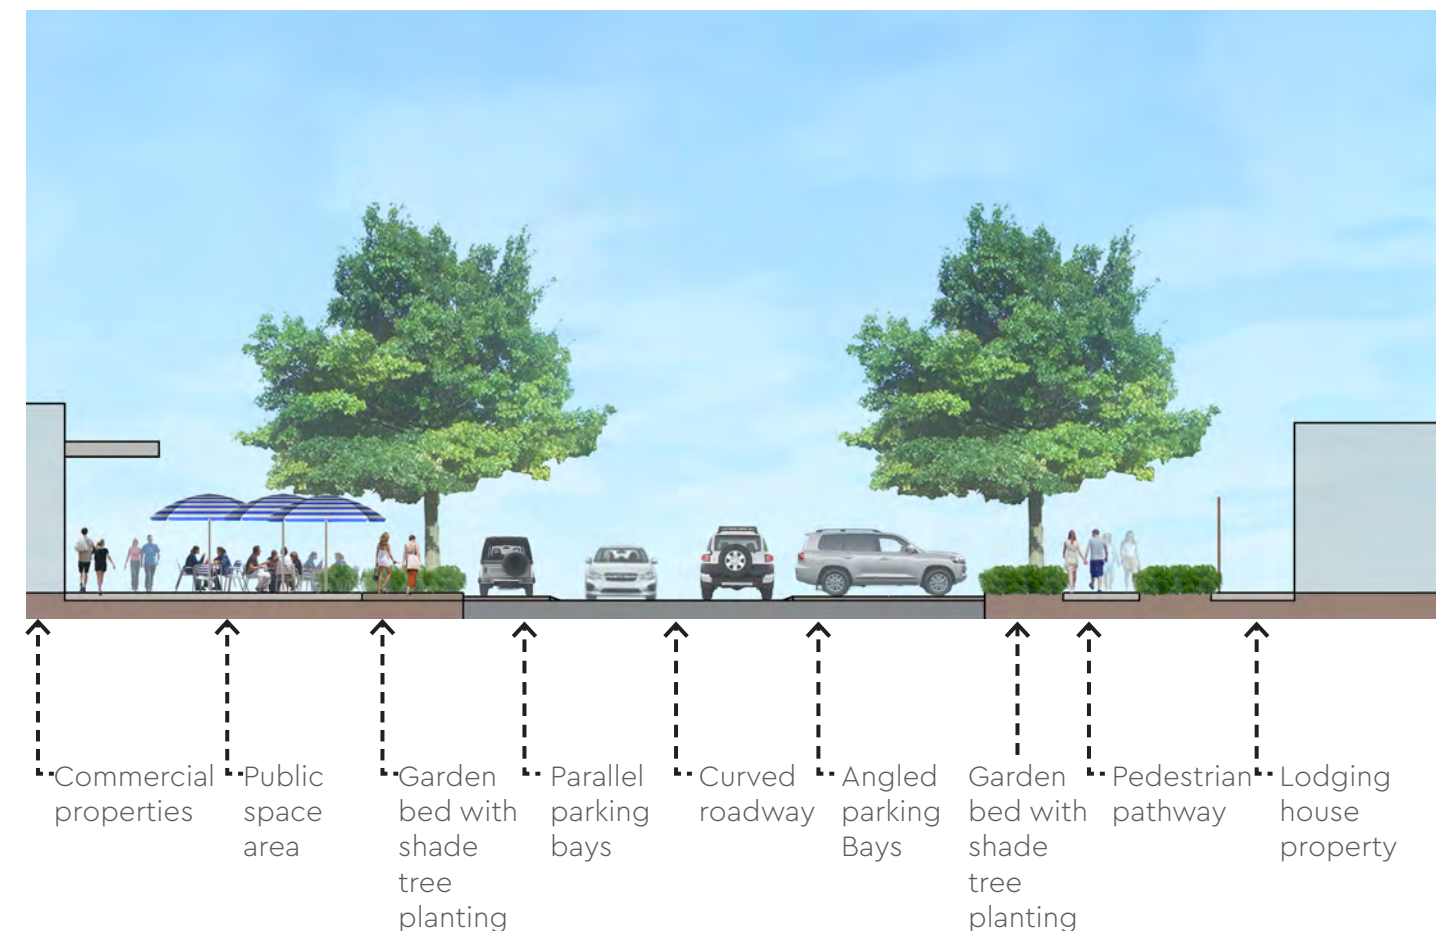 Commercial
properties
Public
space
area
Garden
bed with
shade
tree
planting
Parallel
parking
bays
Curved
roadway
Angled
parking
Bays
Garden
bed with
shade
tree
planting
Pedestrian
pathway
Lodging
house
property